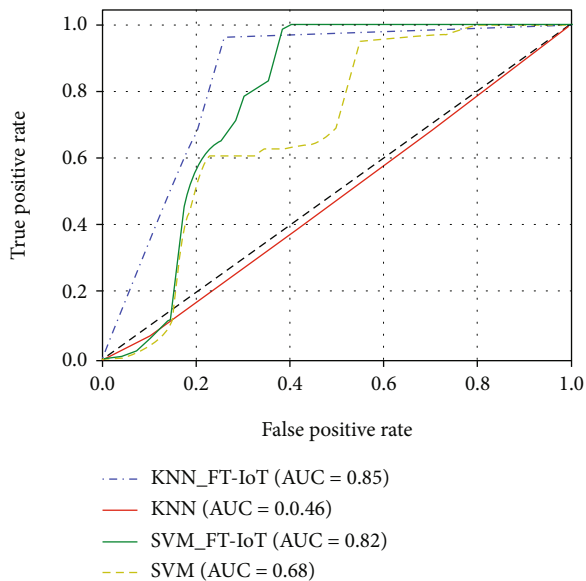 1.0
0.8
0.6
0.4
0.2
0.0
True positive rate
0.0 0.2 0.4 0.6 0.8 1.0
False positive rate
KNN_FT-IoT (AUC = 0.85)
KNN (AUC = 0.0.46)
SVM_FT-IoT (AUC = 0.82)
SVM (AUC = 0.68)